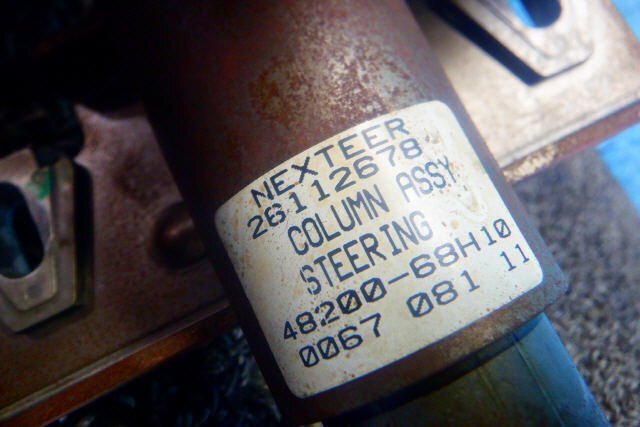 NEXTEER
26112678
COLUMN ASSY
STEERING
48200-68H10
0067 081 11